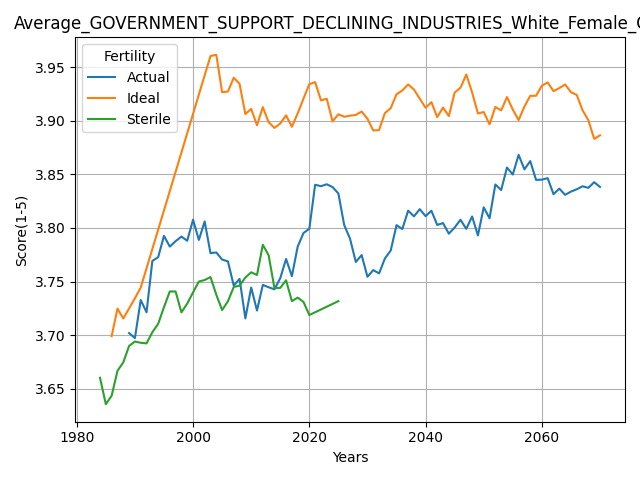 Average_GOVERNMENT_SUPPORT_DECLINING_INDUSTRIES_White_Female_
Fertility
Actual
Ideal
Sterile
Score(1-5)
3.95
3.90
3.85
3.80
3.75
3.70
3.65
1980
2000
2020
2040
2060
Years